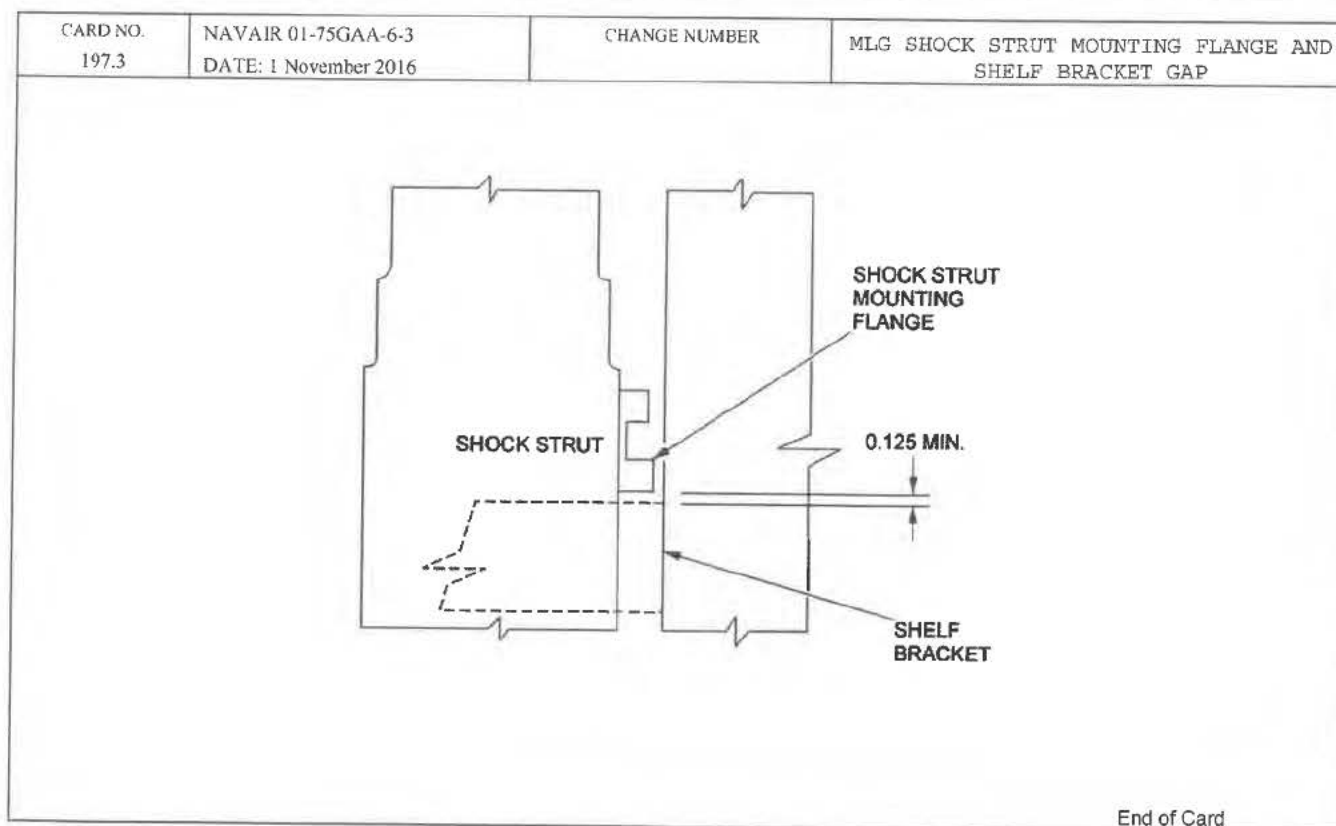 CARD NO.
197.3
NAVAIR 01-75GAA-6-3
DATE: 1 November 2016
CHANGE NUMBER
MLG SHOCK STRUT MOUNTING FLANGE AND
SHELF BRACKET GAP
SHOCK STRUT
MOUNTING
FLANGE
SHOCK STRUT
0.125 MIN.
SHELF
BRACKET
End of Card